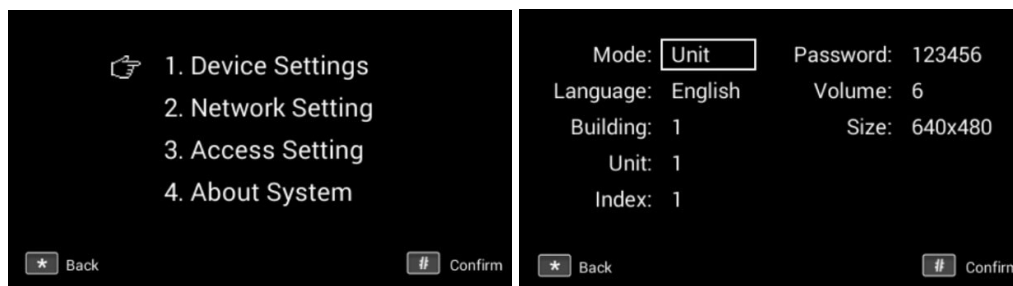 1. Device Settings
2. Network Setting
3. Access Setting
4. About System
* Back
# Confirm
Mode: Unit
Password: 123456
Language: English
Volume: 6
Building: 1
Size: 640x480
Unit: 1
Index: 1
* Back
# Confirm